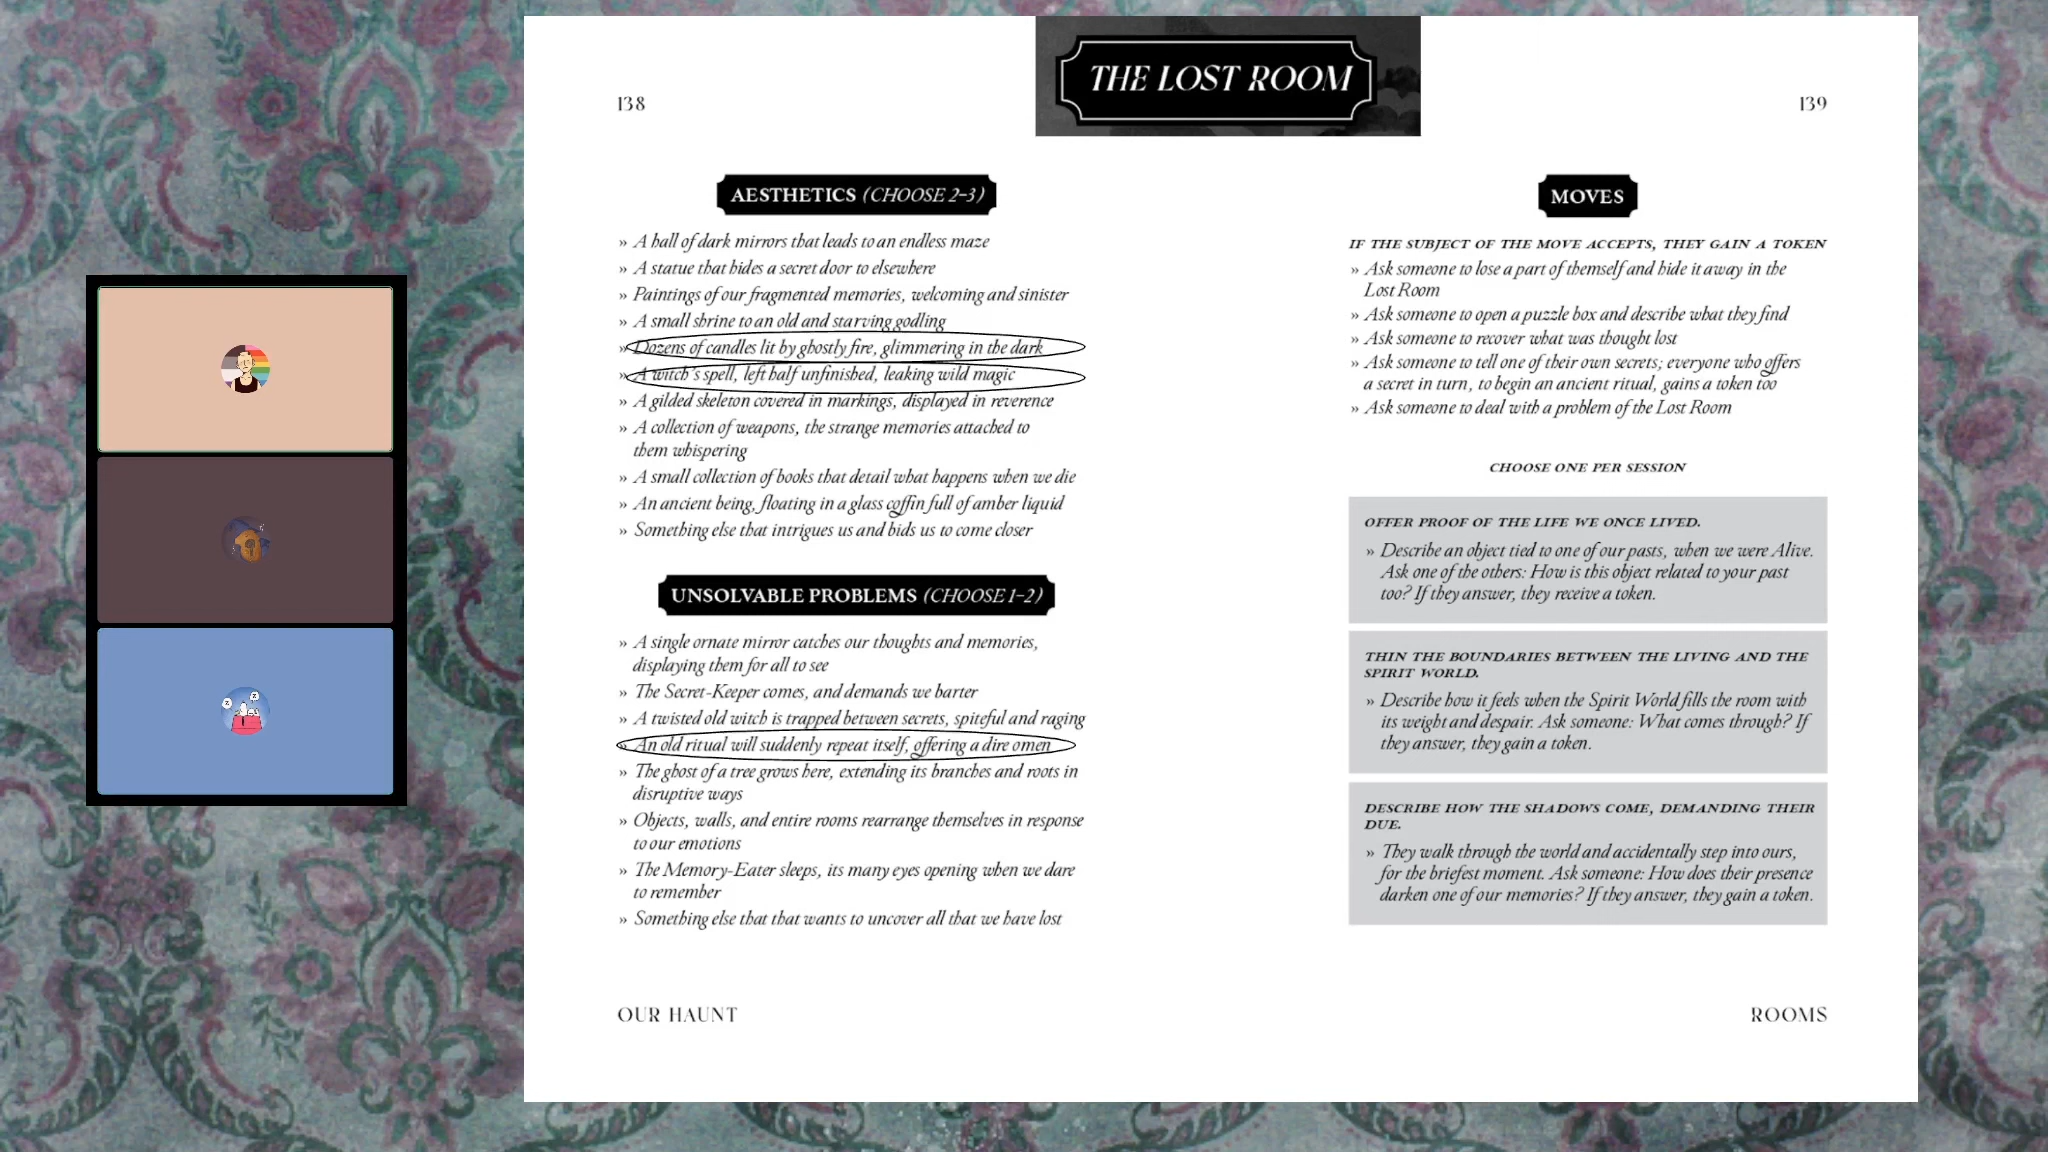 THE LOST ROOM
138
139
AESTHETICS (CHOOSE 2–3)
» A hall of dark mirrors that leads to an endless maze
» A statue that hides a secret door to elsewhere
» Paintings of our fragmented memories, welcoming and sinister
» A small shrine to an old and starving godling
» Dozens of candles lit by ghostly fire, glimmering in the dark
» A witch's spell, left half unfinished, leaking wild magic
» A gilded skeleton covered in markings, displayed in reverence
» A collection of weapons, the strange memories attached to
them whispering
» A small collection of books that detail what happens when we die
» An ancient being, floating in a glass coffin full of amber liquid
» Something else that intrigues us and bids us to come closer
UNSOLVABLE PROBLEMS (CHOOSE 1–2)
» A single ornate mirror catches our thoughts and memories,
displaying them for all to see
» The Secret-Keeper comes, and demands we barter
» A twisted old witch is trapped between secrets, spiteful and raging
» An old ritual will suddenly repeat itself, offering a dire omen
» The ghost of a tree grows here, extending its branches and roots in
disruptive ways
» Objects, walls, and entire rooms rearrange themselves in response
to our emotions
» The Memory-Eater sleeps, its many eyes opening when we dare
to remember
» Something else that that wants to uncover all that we have lost
OUR HAUNT
MOVES
IF THE SUBJECT OF THE MOVE ACCEPTS, THEY GAIN A TOKEN
» Ask someone to lose a part of themself and hide it away in the
Lost Room
» Ask someone to open a puzzle box and describe what they find
» Ask someone to recover what was thought lost
» Ask someone to tell one of their own secrets; everyone who offers
a secret in turn, to begin an ancient ritual, gains a token too
» Ask someone to deal with a problem of the Lost Room
CHOOSE ONE PER SESSION
OFFER PROOF OF THE LIFE WE ONCE LIVED.
» Describe an object tied to one of our pasts, when we were Alive.
Ask one of the others: How is this object related to your past
too? If they answer, they receive a token.
THIN THE BOUNDARIES BETWEEN THE LIVING AND THE
SPIRIT WORLD.
» Describe how it feels when the Spirit World fills the room with
its weight and despair. Ask someone: What comes through? If
they answer, they gain a token.
DESCRIBE HOW THE SHADOWS COME, DEMANDING THEIR
DUE.
» They walk through the world and accidentally step into ours,
for the briefest moment. Ask someone: How does their presence
darken one of our memories? If they answer, they gain a token.
ROOMS